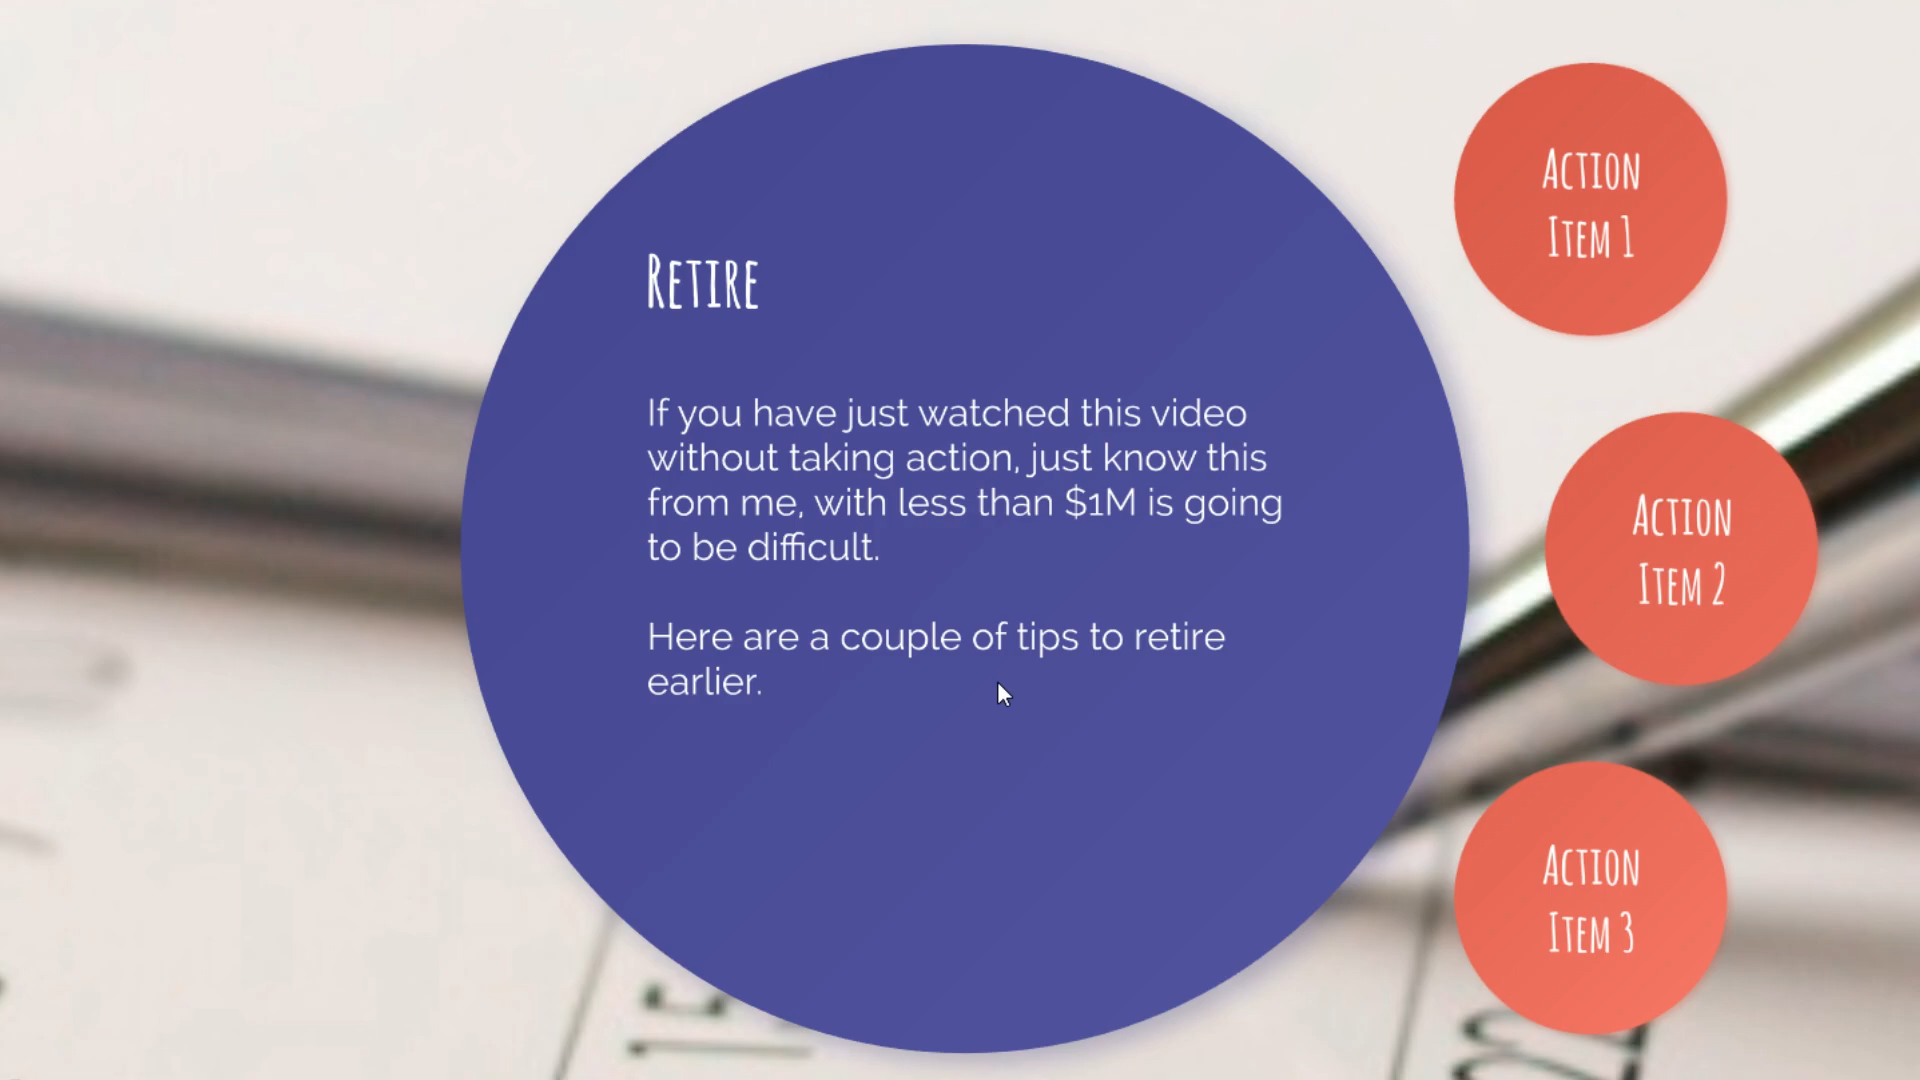 Retire
If you have just watched this video
without taking action, just know this
from me, with less than $1M is going
to be difficult.
Here are a couple of tips to retire
earlier.
Action
Item 1
Action
Item 2
Action
Item 3
15